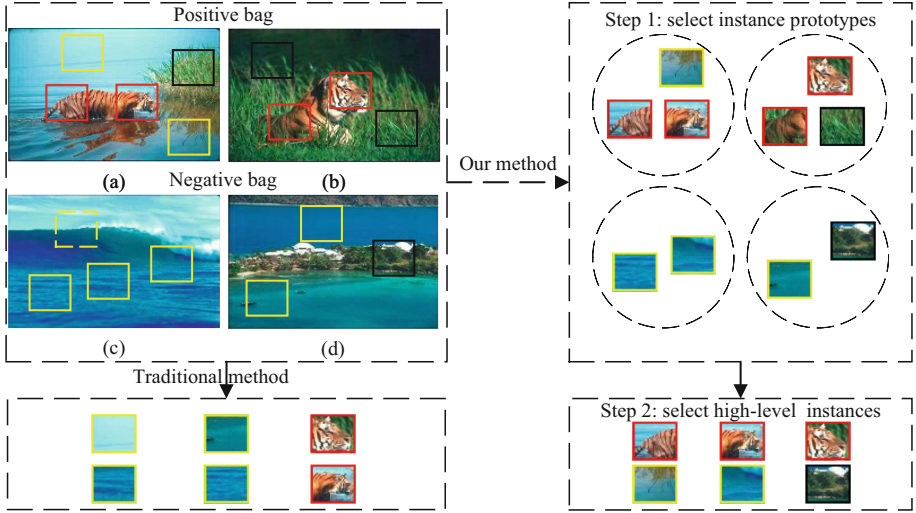 Positive bag
(a)
(b)
Negative bag
(c)
(d)
Traditional method
Our method
Step 1: select instance prototypes
Step 2: select high-level instances